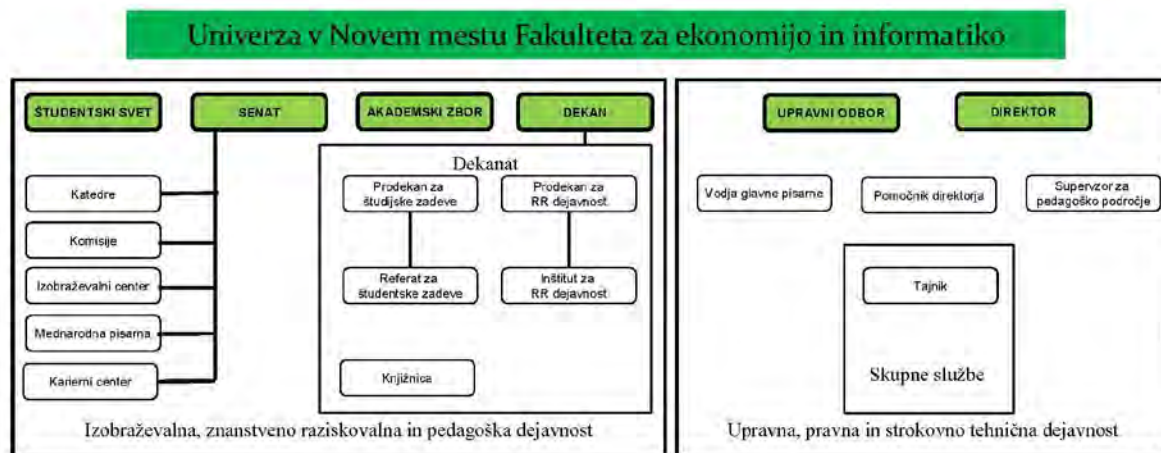 Univerza v Novem mestu Fakulteta za ekonomijo in informatiko
ŠTUDENTSKI SVET
SENAT
AKADEMSKI ZBOR
DEKAN
UPRAVNI ODBOR
DIREKTOR
Dekanat
Katedre
Komisije
Izobraževalni center
Mednarodna pisarna
Karierni center
Prodekan za
študijske zadeve
Prodekan za
RR dejavnost
Referat za
študentske zadeve
Inštitut za
RR dejavnost
Knjižnica
Izobraževalna, znanstveno raziskovalna in pedagoška dejavnost
Vodja glavne pisarne
Pomočnik direktorja
Supervzor za
pedagoško področje
Tajnik
Skupne službe
Upravna, pravna in strokovno tehnična dejavnost